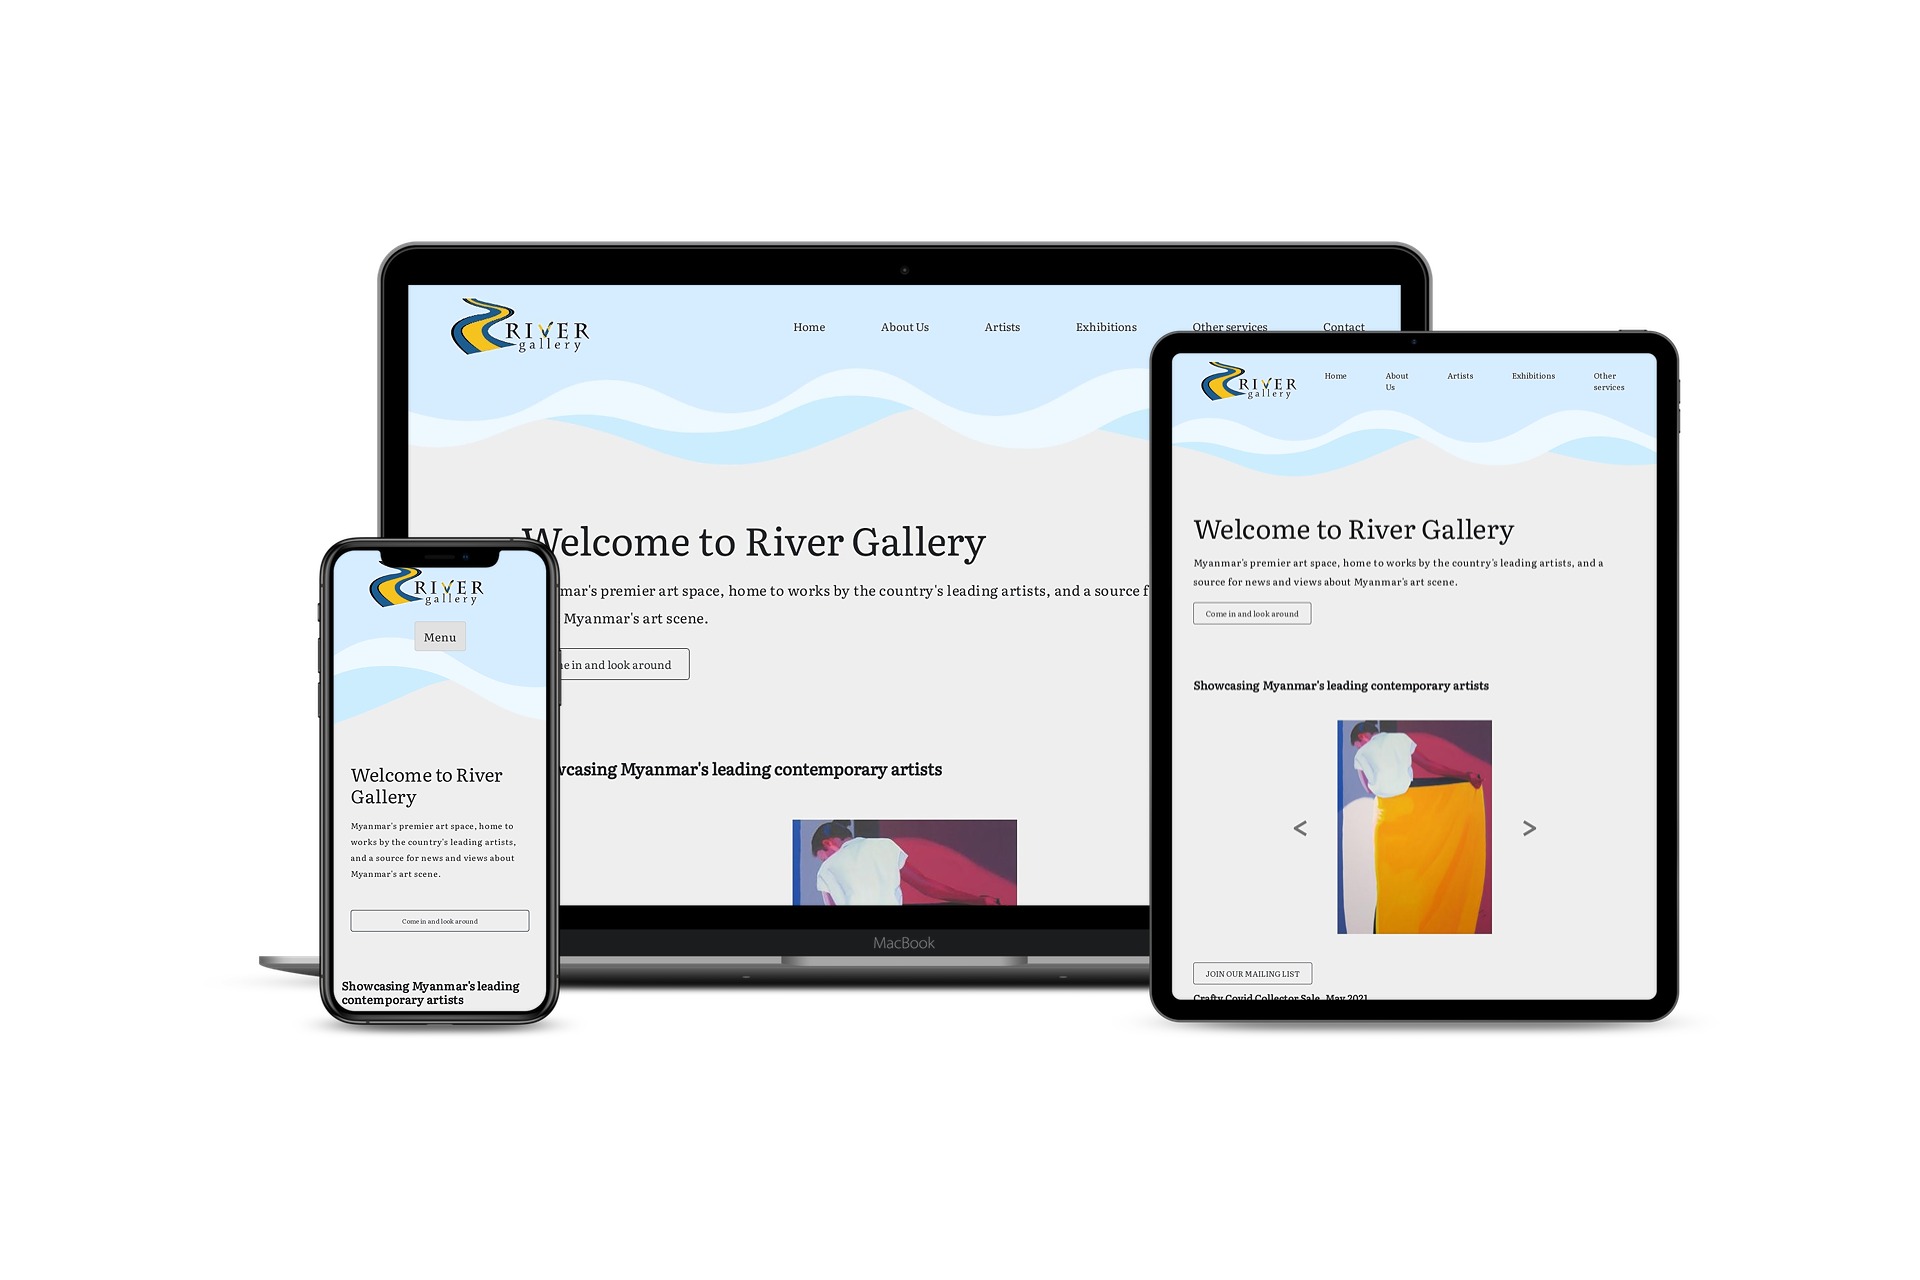 RIVER
gallery
Home About Us Artists Exhibitions Other services Contact
Welcome to River Gallery
premier art space, home to works by the country's leading artists, and a source
Myanmar's art scene.
in and look around
Myanmar's leading contemporary artists
MacBook
RIVER
gallery
Menu
Welcome to River
Gallery
Myanmar's premier art space, home to
works by the country's leading artists,
and a source for news and views about
Myanmar's art scene.
Come in and look around
Showcasing Myanmar's leading
contemporary artists
RIVER
gallery
Home About Us Artists Exhibitions Other services
Welcome to River Gallery
Myanmar's premier art space, home to works by the country's leading artists, and a
source for news and views about Myanmar's art scene.
Come in and look around
Showcasing Myanmar's leading contemporary artists
< >
JOIN OUR MAILING LIST
Crafty Covid Collector Sale, May 2021